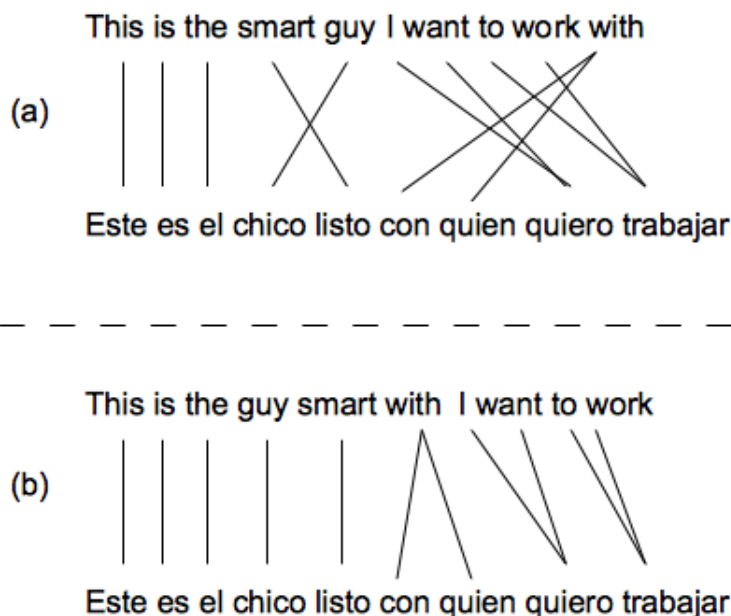 This is the smart guy I want to work with
(a)
Este es el chico listo con quien quiero trabajar
This is the guy smart with I want to work
(b)
Este es el chico listo con quien quiero trabajar